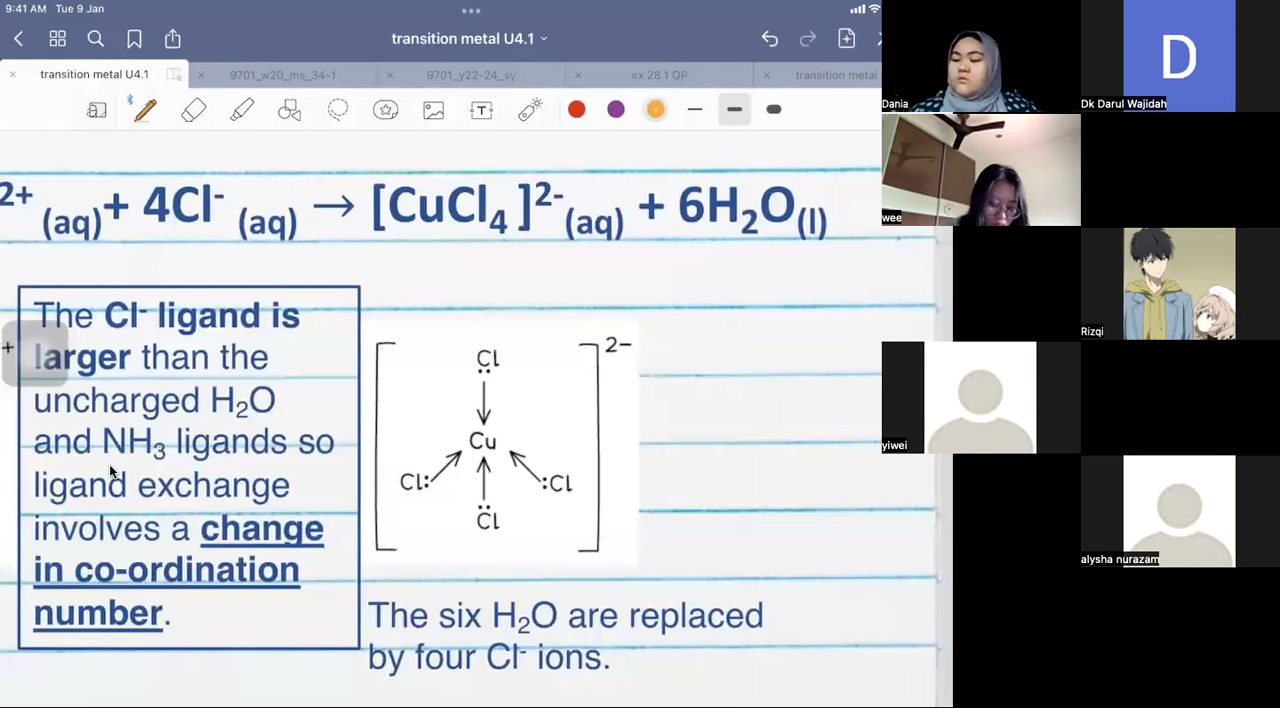 9:41 AM Tue 9 Jan
transition metal U4.1
transition metal U4.1
9701_w20_ms_34-1
9701_y22-24_sy
ex 28.1 QP
transition metal
2+ (aq) + 4Cl- (aq) → [CuCl4 ]2-(aq) + 6H2O(l)
The Cl- ligand is
larger than the
uncharged H2O
and NH3 ligands so
ligand exchange
involves a change
in co-ordination
number.
+
2−
Cl
Cu
Cl: :Cl
Cl
The six H2O are replaced
by four Cl- ions.
Dania
D
Dk Darul Wajidah
wee
Rizqi
yiwei
alysha nurazam